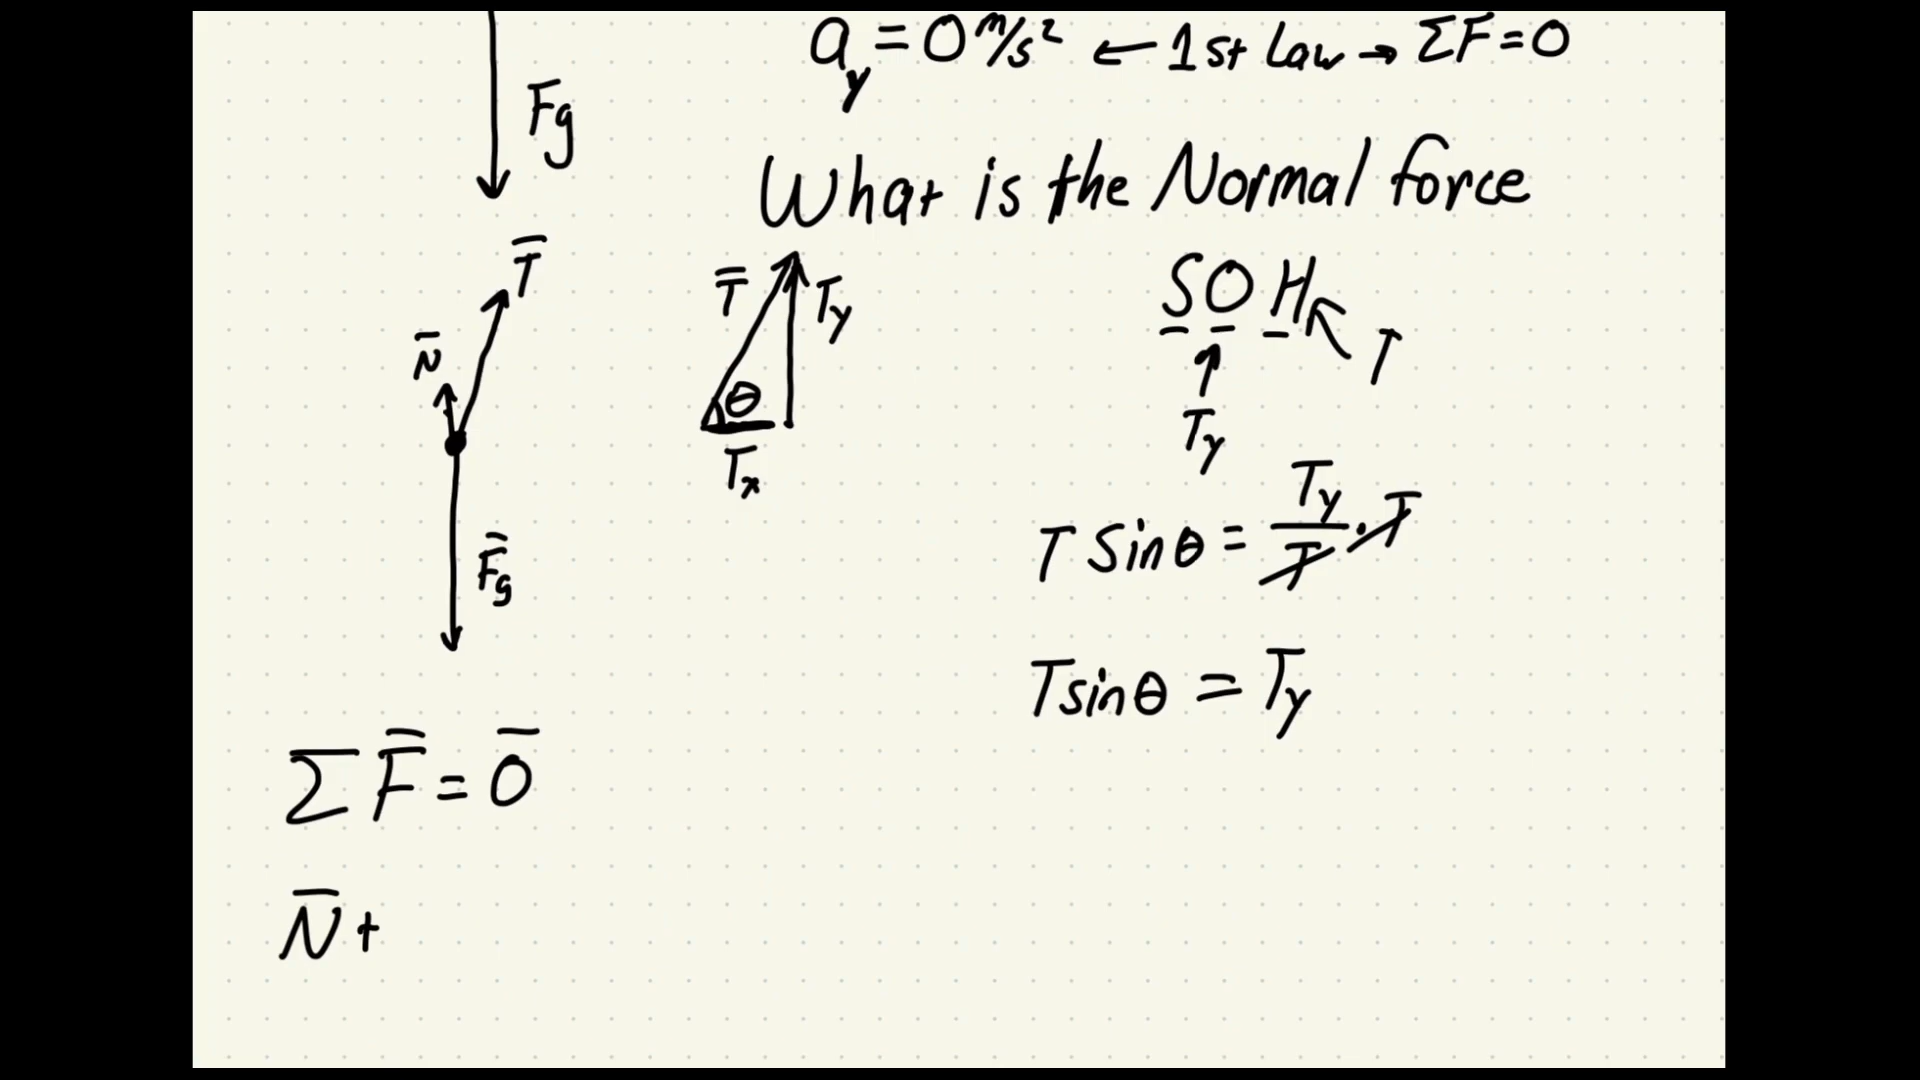 a_y = 0 m/s² ← 1st Law → ΣF = 0
Fg
What is the Normal force
T̅
N̅
F̅g
T̅
Ty
θ
Tx
SOH
T
Ty
T Sinθ = Ty/T · T
Tsinθ = Ty
ΣF̅ = 0̅
N̅ +